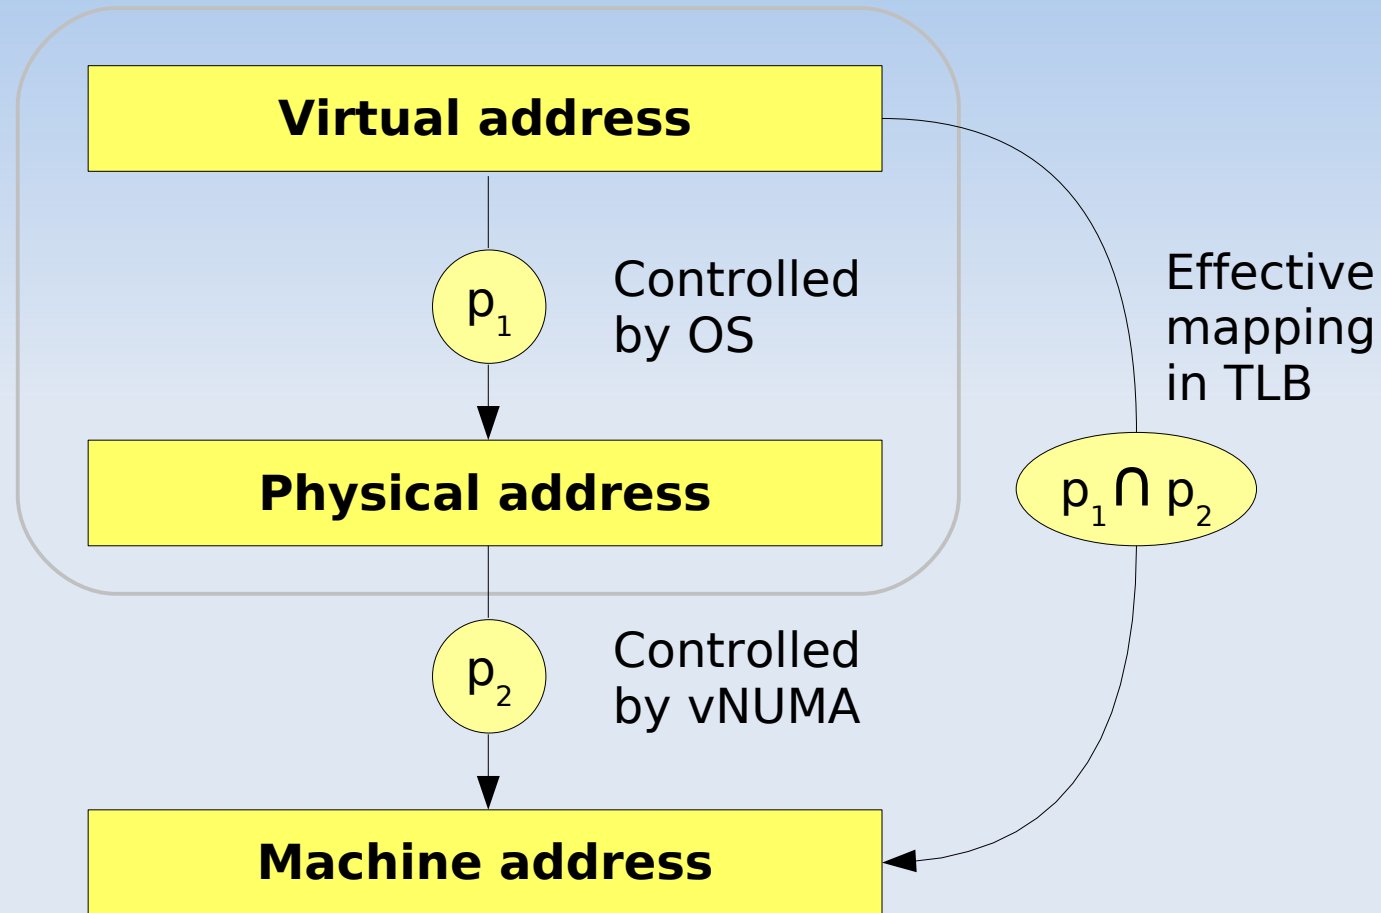 Virtual address
p₁
Controlled
by OS
Effective
mapping
in TLB
Physical address
p₁ ∩ p₂
p₂
Controlled
by vNUMA
Machine address